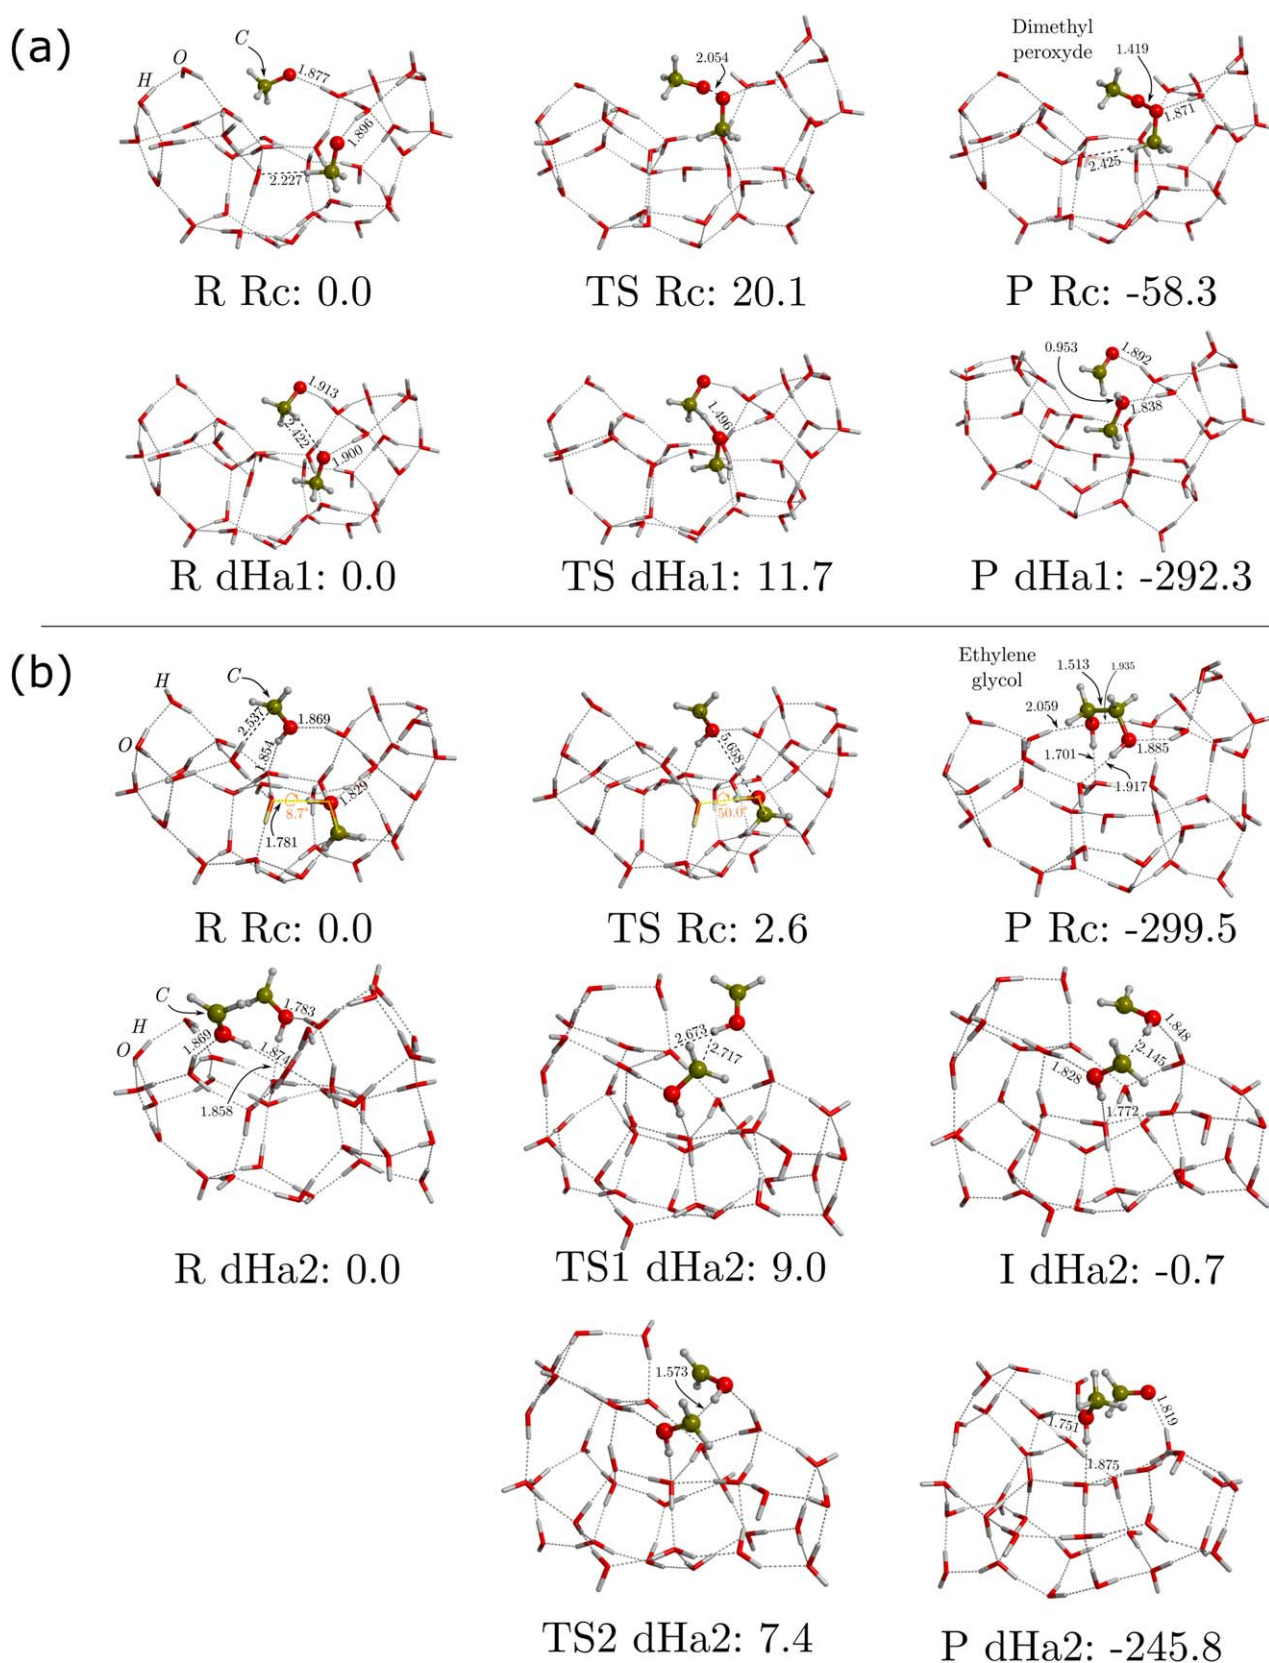 (a)
C
O
H
1.877
1.896
2.227
R Rc: 0.0
2.054
TS Rc: 20.1
Dimethyl
peroxyde
1.419
1.871
2.425
P Rc: -58.3
1.913
2.422
1.900
R dHa1: 0.0
1.496
TS dHa1: 11.7
0.953
1.892
1.838
P dHa1: -292.3
(b)
H
C
O
2.537
1.869
1.854
1.829
8.7°
1.781
R Rc: 0.0
5.658
50.0°
TS Rc: 2.6
Ethylene
glycol
1.513
1.935
2.059
1.701
1.885
1.917
P Rc: -299.5
C
H
O
1.783
1.869
1.874
1.858
R dHa2: 0.0
2.673
2.717
TS1 dHa2: 9.0
1.848
2.145
1.828
1.772
I dHa2: -0.7
1.573
TS2 dHa2: 7.4
1.751
1.819
1.875
P dHa2: -245.8